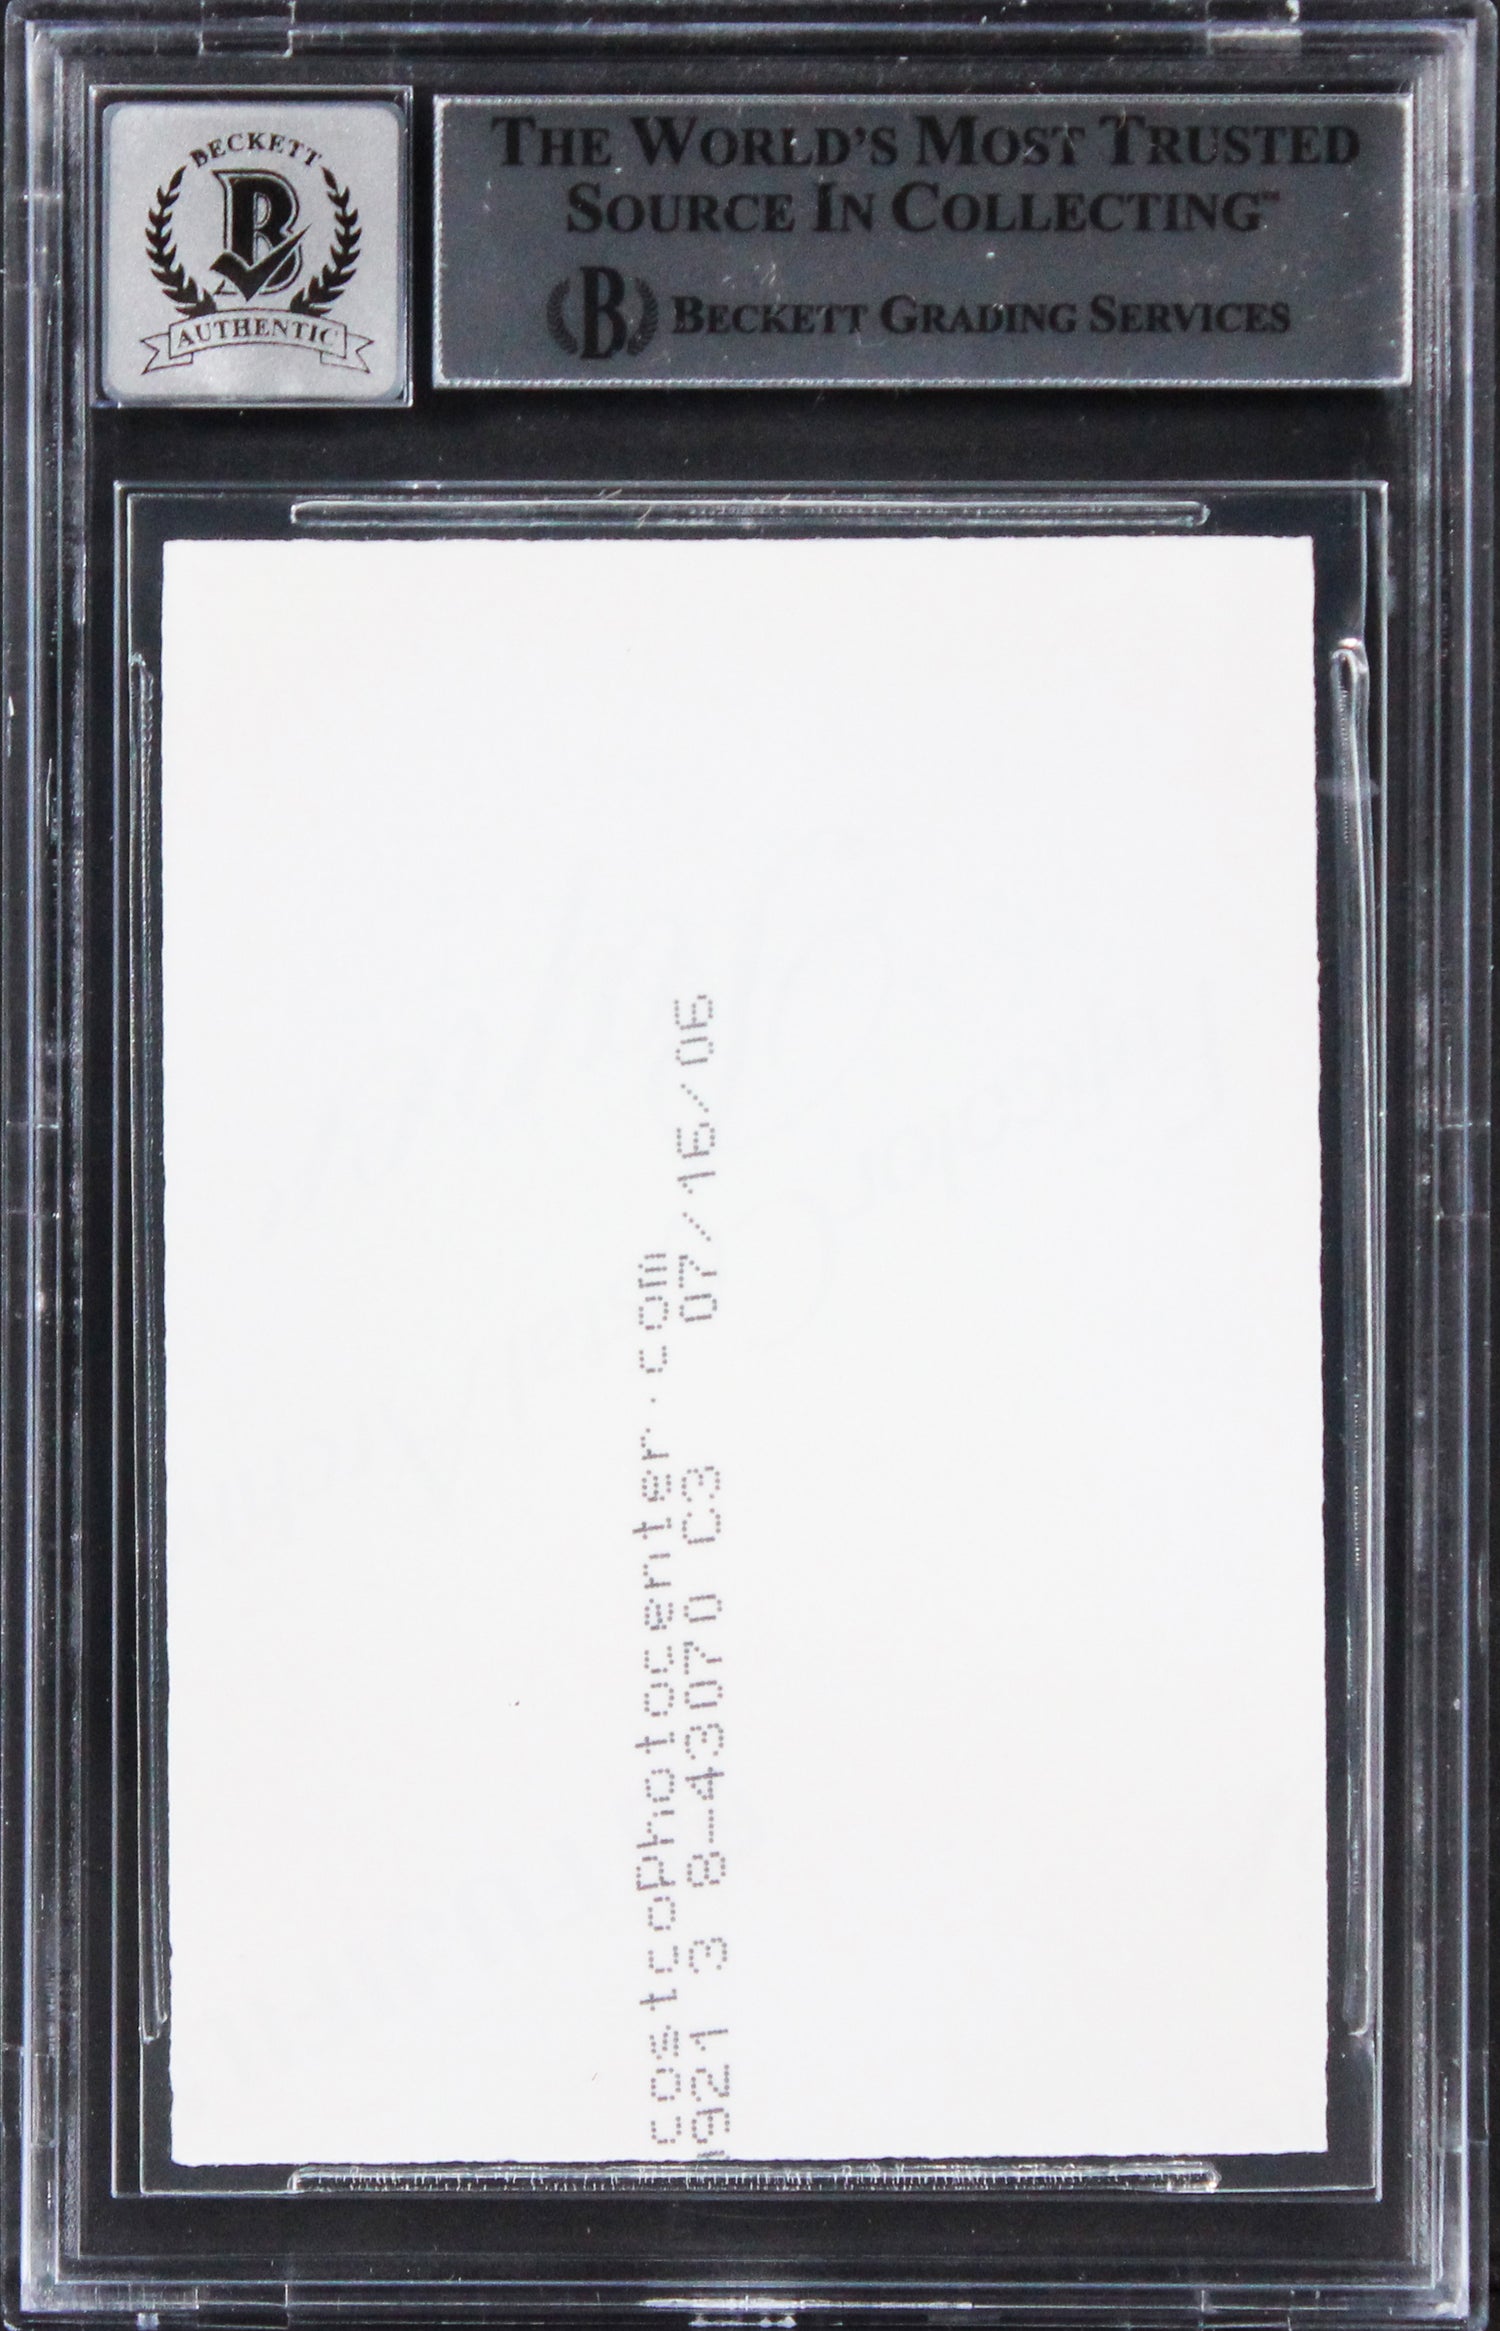 BECKETT
B
AUTHENTIC
THE WORLD'S MOST TRUSTED
SOURCE IN COLLECTING™
B BECKETT GRADING SERVICES
costcophotocenter.com
921 3 8-43070 C3 07/16/06